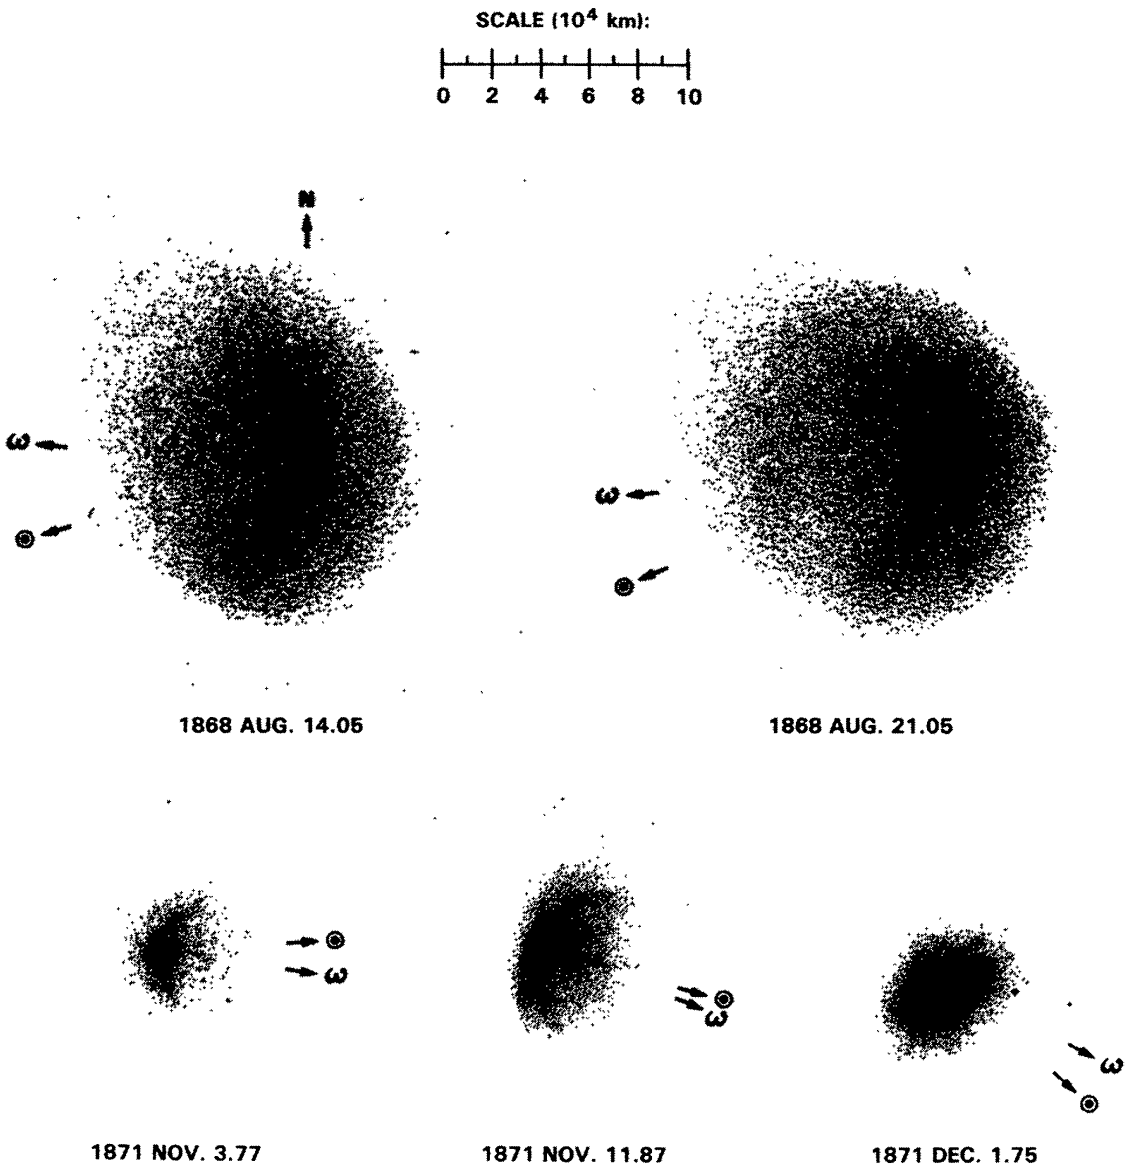 SCALE (10⁴ km):
0 2 4 6 8 10
N
ω
ω
1868 AUG. 14.05
1868 AUG. 21.05
ω
ω
ω
1871 NOV. 3.77
1871 NOV. 11.87
1871 DEC. 1.75